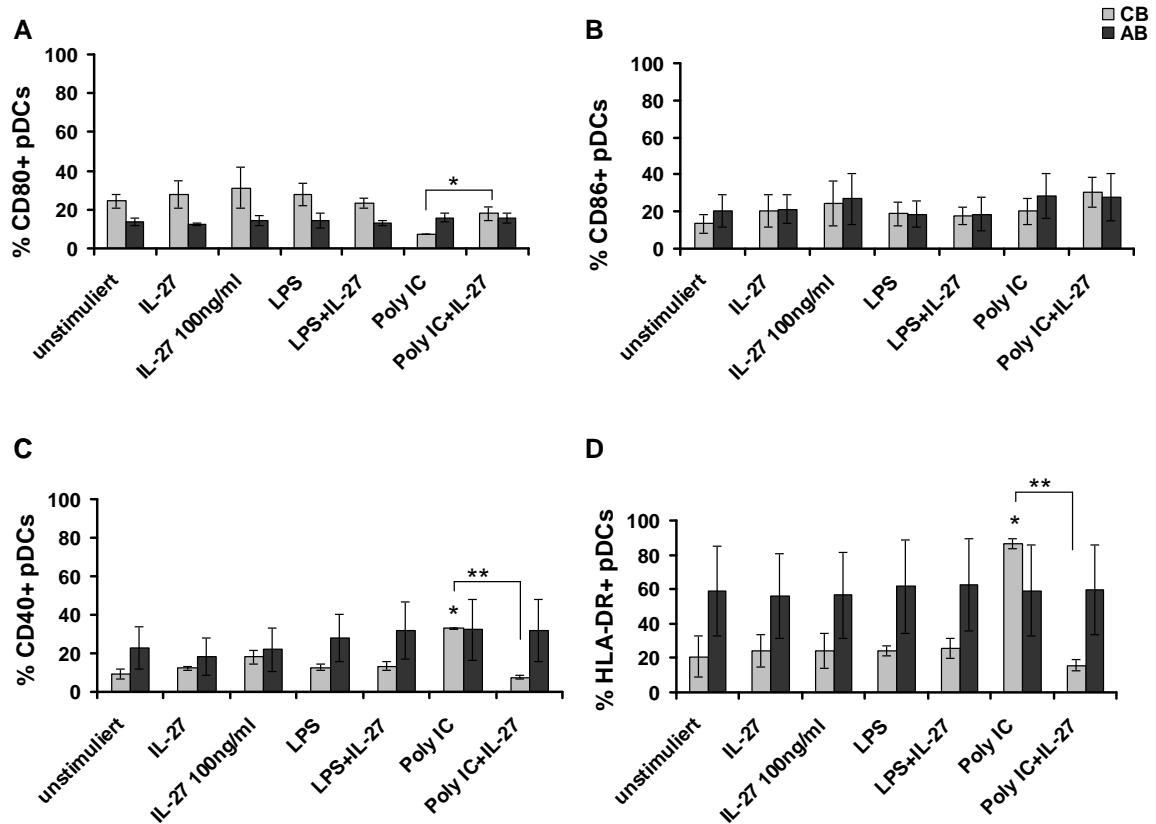 CB
AB
A
% CD80+ pDCs
100
80
60
40
20
0
*
unstimuliert
IL-27
IL-27 100ng/ml
LPS
LPS+IL-27
Poly IC
Poly IC+IL-27
B
% CD86+ pDCs
100
80
60
40
20
0
unstimuliert
IL-27
IL-27 100ng/ml
LPS
LPS+IL-27
Poly IC
Poly IC+IL-27
C
% CD40+ pDCs
100
80
60
40
20
0
**
*
unstimuliert
IL-27
IL-27 100ng/ml
LPS
LPS+IL-27
Poly IC
Poly IC+IL-27
D
% HLA-DR+ pDCs
100
80
60
40
20
0
**
*
unstimuliert
IL-27
IL-27 100ng/ml
LPS
LPS+IL-27
Poly IC
Poly IC+IL-27